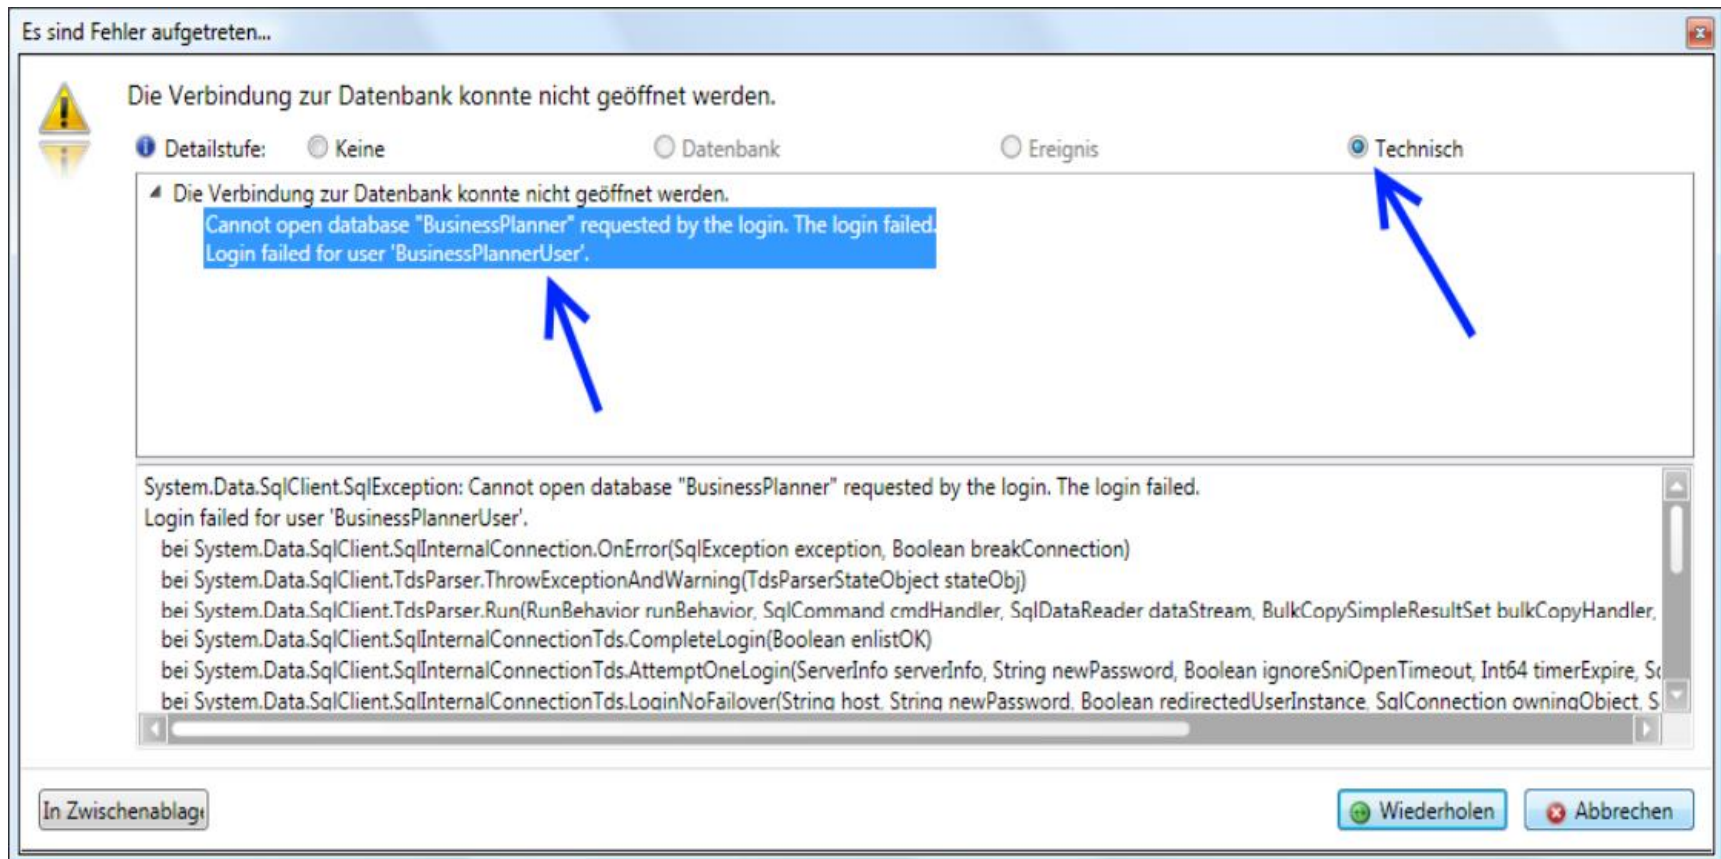 Es sind Fehler aufgetreten...
Die Verbindung zur Datenbank konnte nicht geöffnet werden.
Detailstufe: Keine Datenbank Ereignis Technisch
Die Verbindung zur Datenbank konnte nicht geöffnet werden.
Cannot open database "BusinessPlanner" requested by the login. The login failed.
Login failed for user 'BusinessPlannerUser'.
System.Data.SqlClient.SqlException: Cannot open database "BusinessPlanner" requested by the login. The login failed.
Login failed for user 'BusinessPlannerUser'.
bei System.Data.SqlClient.SqlInternalConnection.OnError(SqlException exception, Boolean breakConnection)
bei System.Data.SqlClient.TdsParser.ThrowExceptionAndWarning(TdsParserStateObject stateObj)
bei System.Data.SqlClient.TdsParser.Run(RunBehavior runBehavior, SqlCommand cmdHandler, SqlDataReader dataStream, BulkCopySimpleResultSet bulkCopyHandler,
bei System.Data.SqlClient.SqlInternalConnectionTds.CompleteLogin(Boolean enlistOK)
bei System.Data.SqlClient.SqlInternalConnectionTds.AttemptOneLogin(ServerInfo serverInfo, String newPassword, Boolean ignoreSniOpenTimeout, Int64 timerExpire,
bei System.Data.SqlClient.SqlInternalConnectionTds.LoginNoFailover(String host, String newPassword, Boolean redirectedUserInstance, SqlConnection owningObject, S
In Zwischenablag
Wiederholen Abbrechen